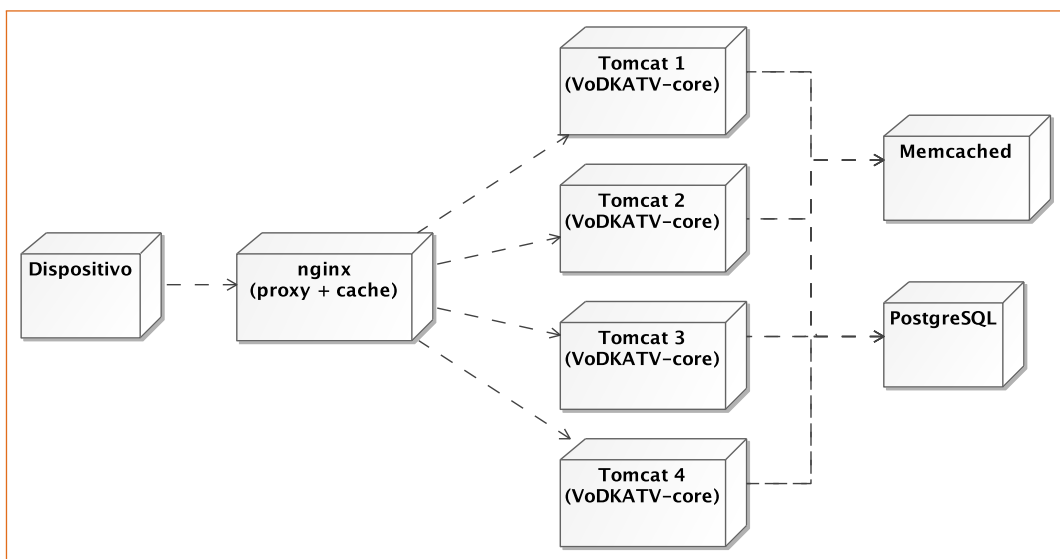 Dispositivo
nginx
(proxy + cache)
Tomcat 1
(VoDKATV-core)
Tomcat 2
(VoDKATV-core)
Tomcat 3
(VoDKATV-core)
Tomcat 4
(VoDKATV-core)
Memcached
PostgreSQL